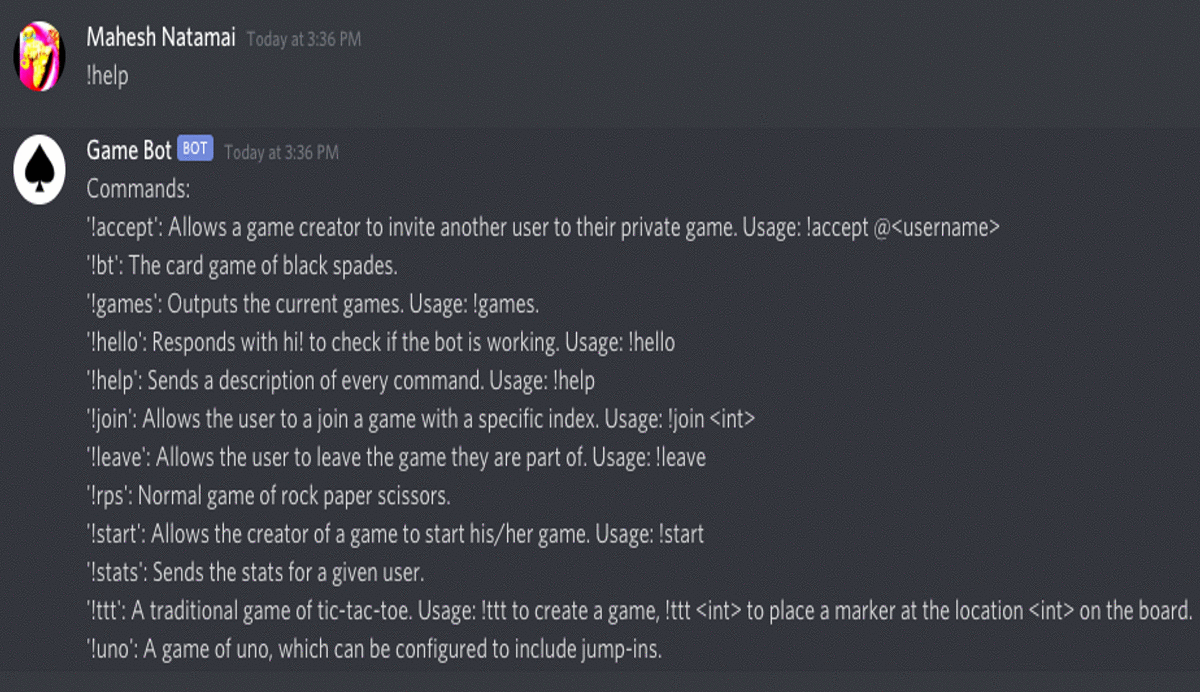 Mahesh Natamai Today at 3:36 PM
!help
Game Bot BOT Today at 3:36 PM
Commands:
'!accept': Allows a game creator to invite another user to their private game. Usage: !accept @<username>
'!bt': The card game of black spades.
'!games': Outputs the current games. Usage: !games.
'!hello': Responds with hi! to check if the bot is working. Usage: !hello
'!help': Sends a description of every command. Usage: !help
'!join': Allows the user to a join a game with a specific index. Usage: !join <int>
'!leave': Allows the user to leave the game they are part of. Usage: !leave
'!rps': Normal game of rock paper scissors.
'!start': Allows the creator of a game to start his/her game. Usage: !start
'!stats': Sends the stats for a given user.
'!ttt': A traditional game of tic-tac-toe. Usage: !ttt to create a game, !ttt <int> to place a marker at the location <int> on the board.
'!uno': A game of uno, which can be configured to include jump-ins.